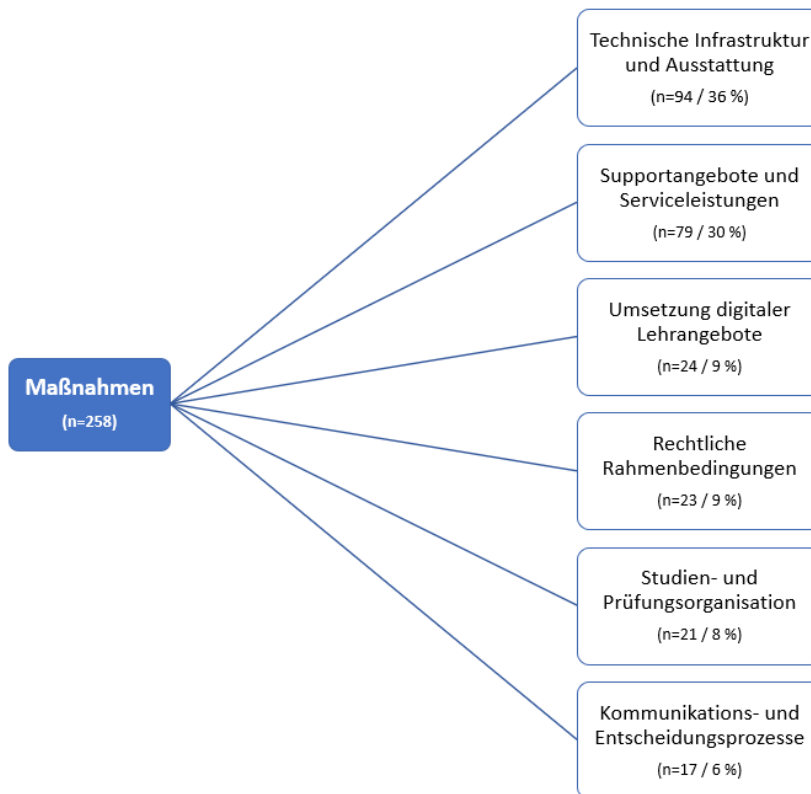 Technische Infrastruktur
und Ausstattung
(n=94 / 36 %)
Supportangebote und
Serviceleistungen
(n=79 / 30 %)
Umsetzung digitaler
Lehrangebote
(n=24 / 9 %)
Maßnahmen
(n=258)
Rechtliche
Rahmenbedingungen
(n=23 / 9 %)
Studien- und
Prüfungsorganisation
(n=21 / 8 %)
Kommunikations- und
Entscheidungsprozesse
(n=17 / 6 %)